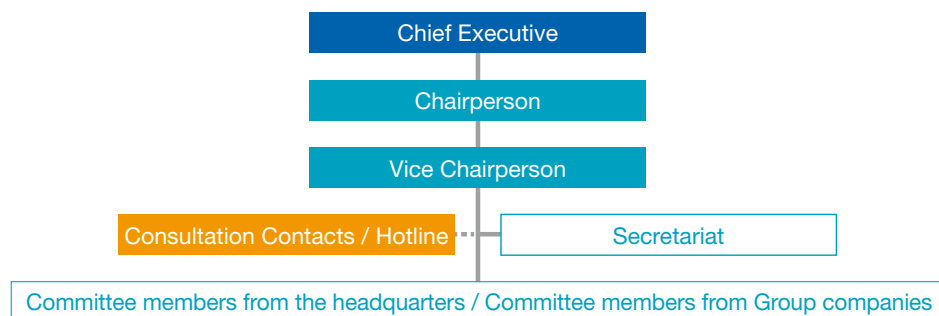 Chief Executive
Chairperson
Vice Chairperson
Consultation Contacts / Hotline
Secretariat
Committee members from the headquarters / Committee members from Group companies